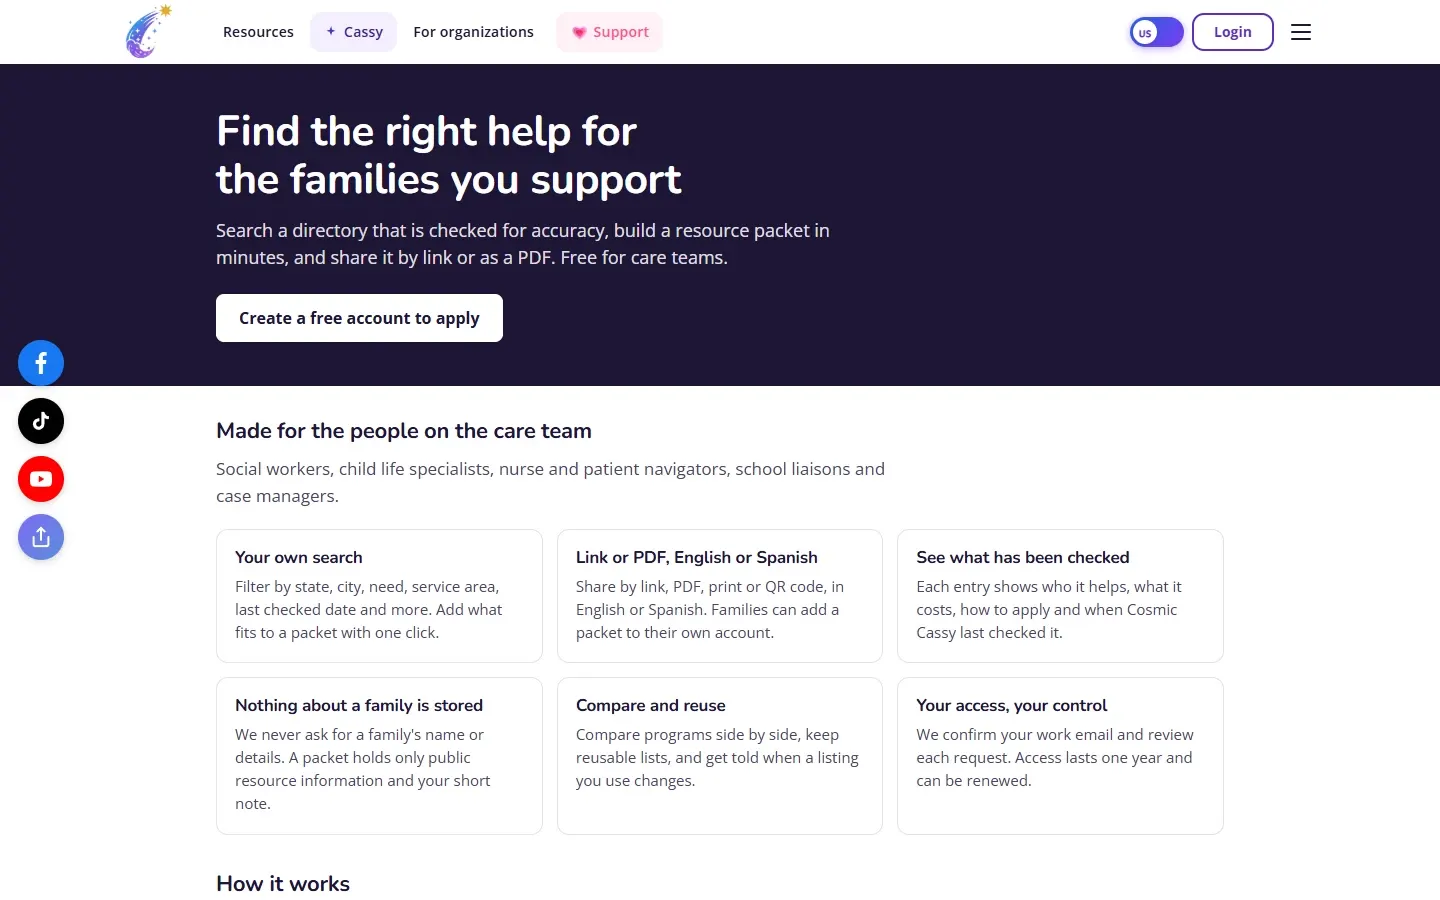 Resources
Cassy
For organizations
Support
US
Login
Find the right help for
the families you support
Search a directory that is checked for accuracy, build a resource packet in
minutes, and share it by link or as a PDF. Free for care teams.
Create a free account to apply
Made for the people on the care team
Social workers, child life specialists, nurse and patient navigators, school liaisons and
case managers.
Your own search
Filter by state, city, need, service area,
last checked date and more. Add what
fits to a packet with one click.
Link or PDF, English or Spanish
Share by link, PDF, print or QR code, in
English or Spanish. Families can add a
packet to their own account.
See what has been checked
Each entry shows who it helps, what it
costs, how to apply and when Cosmic
Cassy last checked it.
Nothing about a family is stored
We never ask for a family's name or
details. A packet holds only public
resource information and your short
note.
Compare and reuse
Compare programs side by side, keep
reusable lists, and get told when a listing
you use changes.
Your access, your control
We confirm your work email and review
each request. Access lasts one year and
can be renewed.
How it works